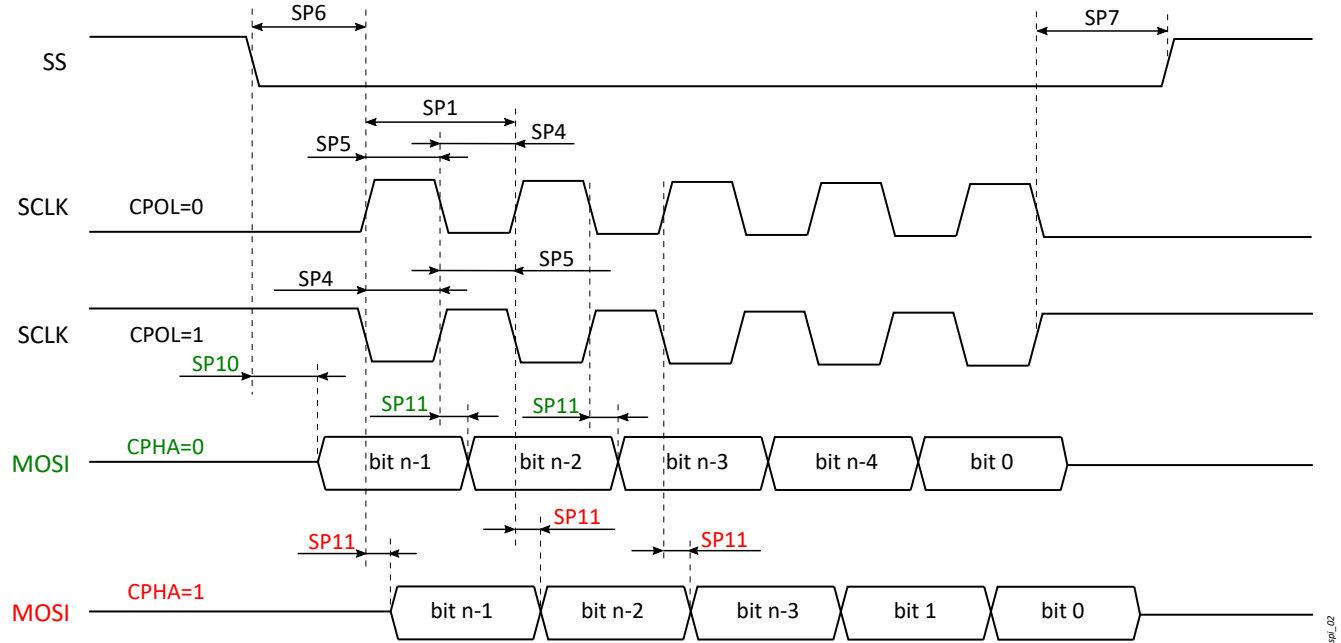 SP6
SP7
SS
SP1
SP4
SP5
SCLK CPOL=0
SP5
SP4
SCLK CPOL=1
SP10
SP11 SP11
MOSI CPHA=0 bit n-1 bit n-2 bit n-3 bit n-4 bit 0
SP11
SP11 SP11
MOSI CPHA=1 bit n-1 bit n-2 bit n-3 bit 1 bit 0
spi_02